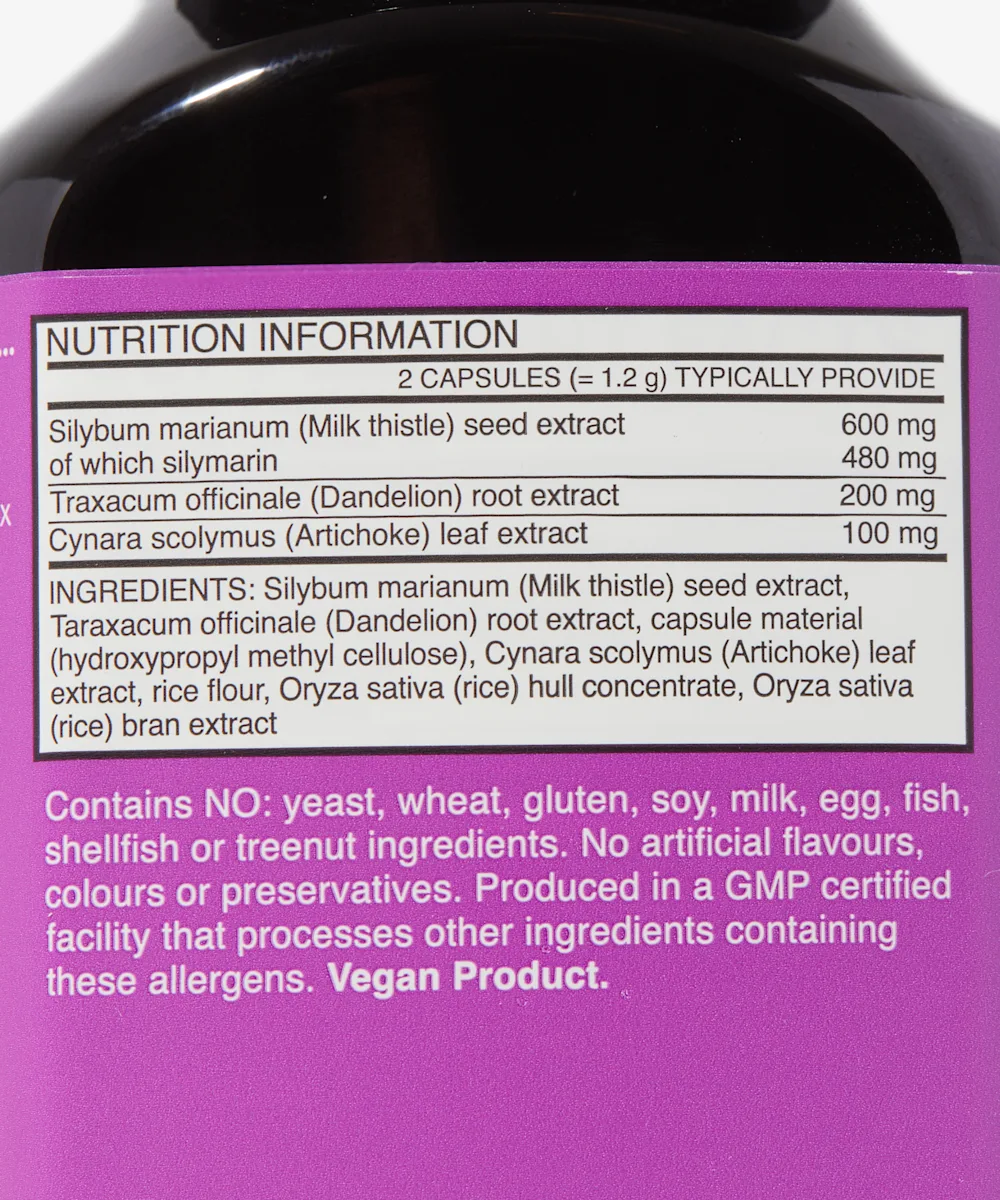 NUTRITION INFORMATION
2 CAPSULES (= 1.2 g) TYPICALLY PROVIDE
Silybum marianum (Milk thistle) seed extract 600 mg
of which silymarin 480 mg
Traxacum officinale (Dandelion) root extract 200 mg
Cynara scolymus (Artichoke) leaf extract 100 mg
INGREDIENTS: Silybum marianum (Milk thistle) seed extract,
Taraxacum officinale (Dandelion) root extract, capsule material
(hydroxypropyl methyl cellulose), Cynara scolymus (Artichoke) leaf
extract, rice flour, Oryza sativa (rice) hull concentrate, Oryza sativa
(rice) bran extract
Contains NO: yeast, wheat, gluten, soy, milk, egg, fish,
shellfish or treenut ingredients. No artificial flavours,
colours or preservatives. Produced in a GMP certified
facility that processes other ingredients containing
these allergens. Vegan Product.